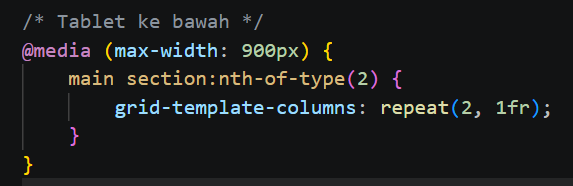 /* Tablet ke bawah */
@media (max-width: 900px) {
    main section:nth-of-type(2) {
        grid-template-columns: repeat(2, 1fr);
    }
}